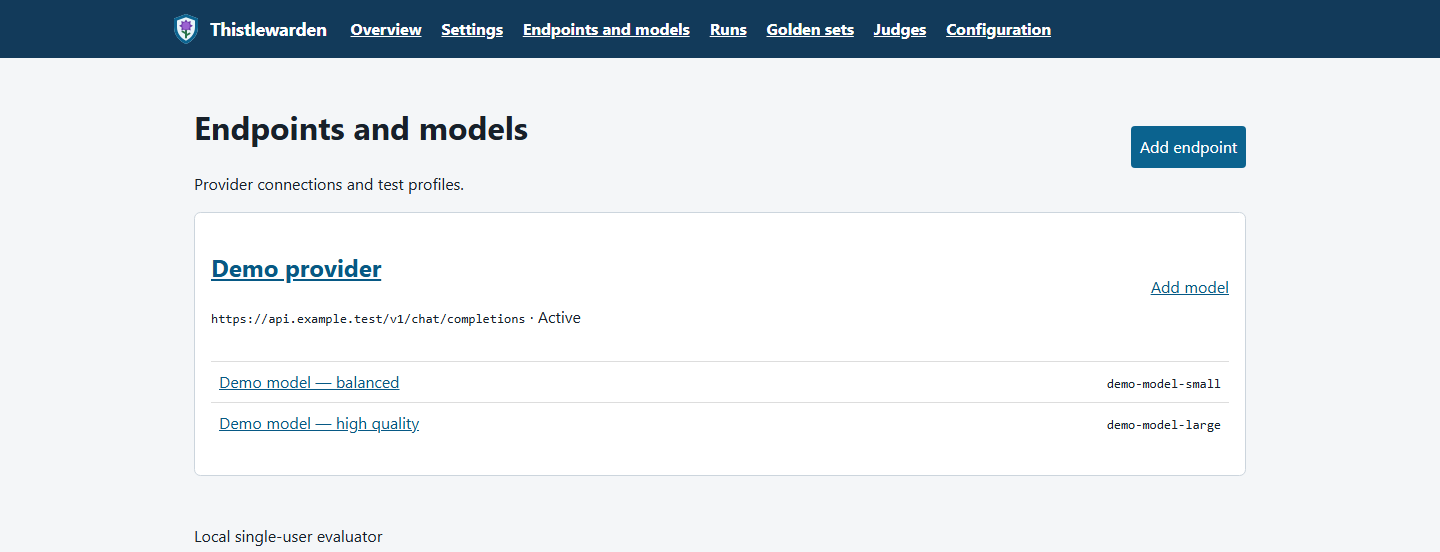 Thistlewarden Overview Settings Endpoints and models Runs Golden sets Judges Configuration
Endpoints and models
Add endpoint
Provider connections and test profiles.
Demo provider
Add model
https://api.example.test/v1/chat/completions · Active
Demo model — balanced demo-model-small
Demo model — high quality demo-model-large
Local single-user evaluator